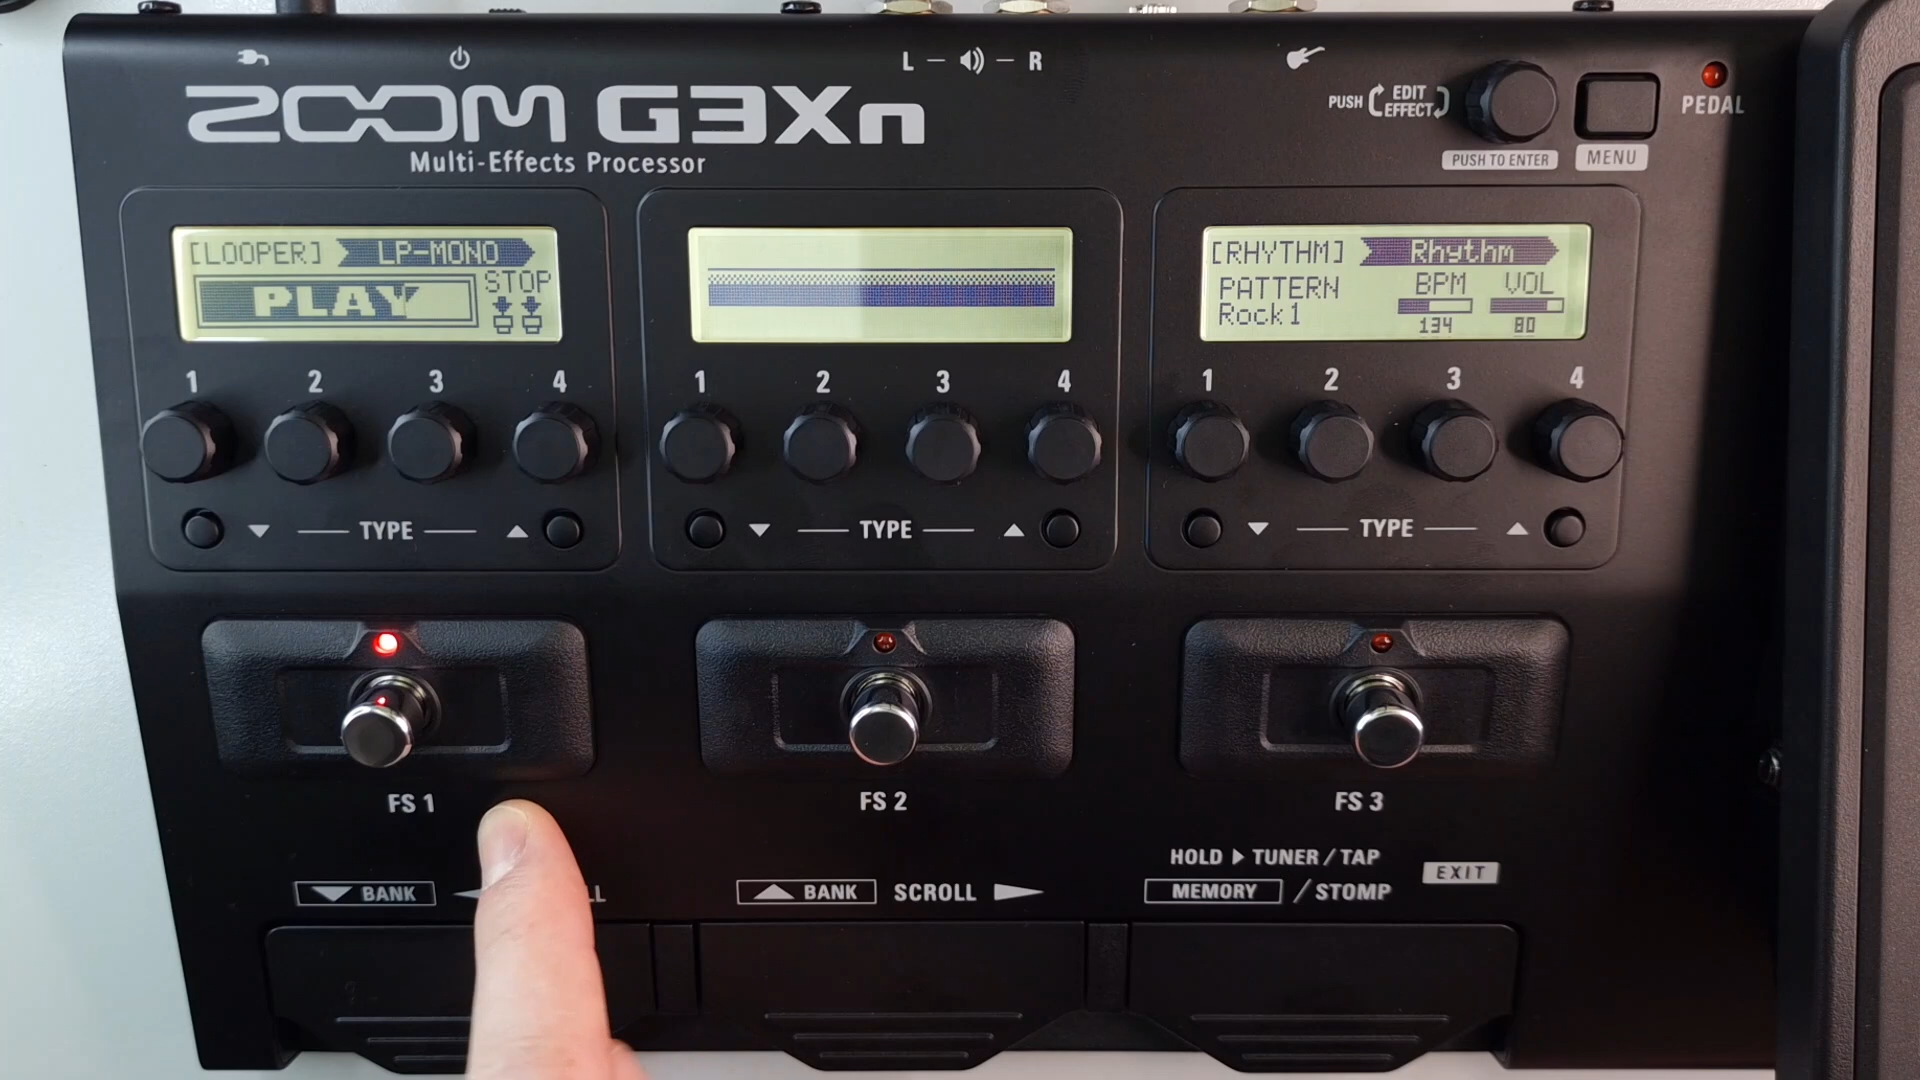 L R
ZOOM G3Xn
Multi-Effects Processor
PUSH EDIT EFFECT
PUSH TO ENTER
MENU
PEDAL
[LOOPER] LP-MONO
PLAY STOP
[RHYTHM] Rhythm
PATTERN BPM VOL
Rock1 134 80
1 2 3 4
1 2 3 4
1 2 3 4
TYPE
TYPE
TYPE
FS 1
FS 2
FS 3
BANK
BANK SCROLL
HOLD TUNER / TAP
MEMORY / STOMP
EXIT